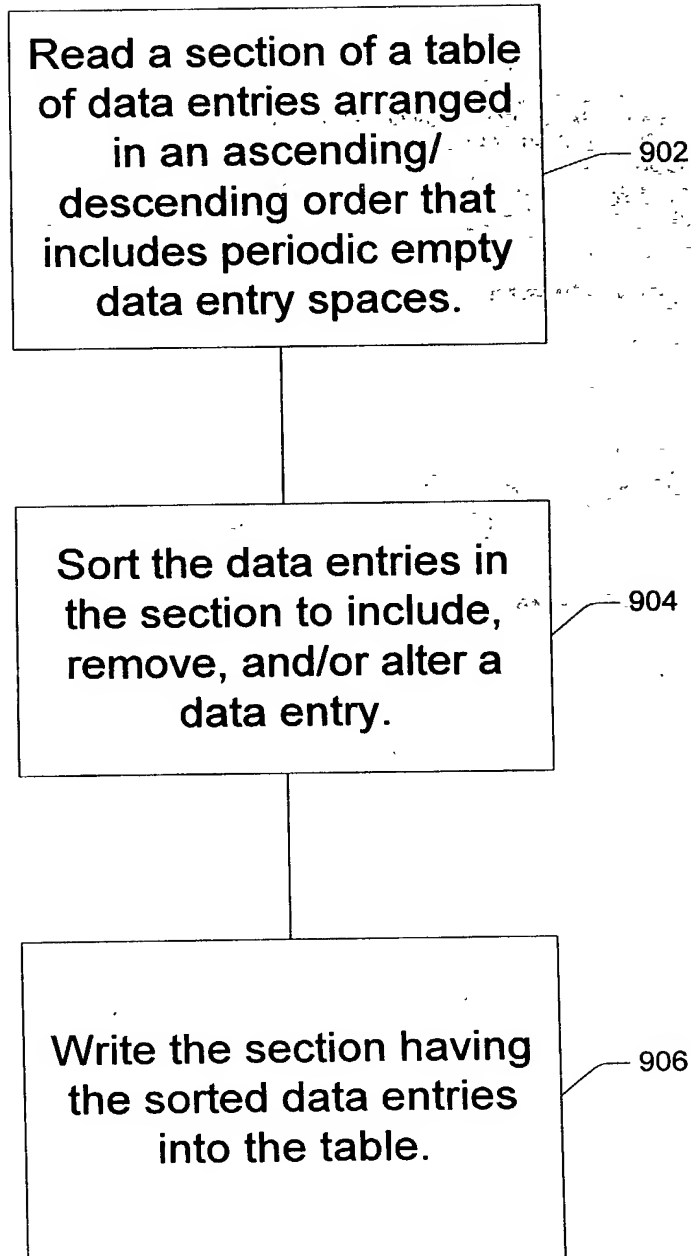 Read a section of a table
of data entries arranged
in an ascending/
descending order that
includes periodic empty
data entry spaces.
902
Sort the data entries in
the section to include,
remove, and/or alter a
data entry.
904
Write the section having
the sorted data entries
into the table.
906